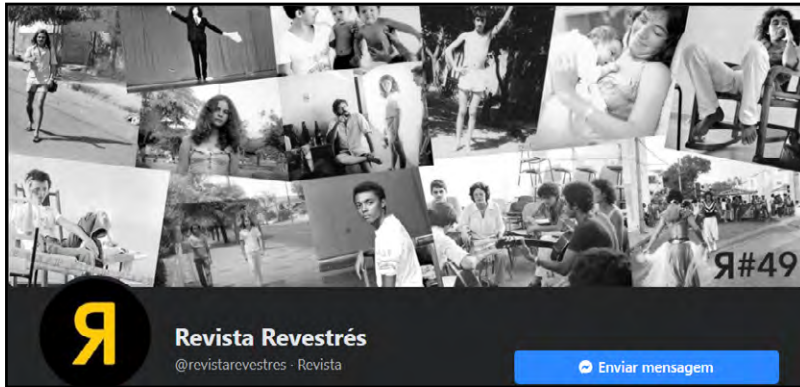 Я#49
Я
Revista Revestrés
@revistarevestres · Revista
Enviar mensagem